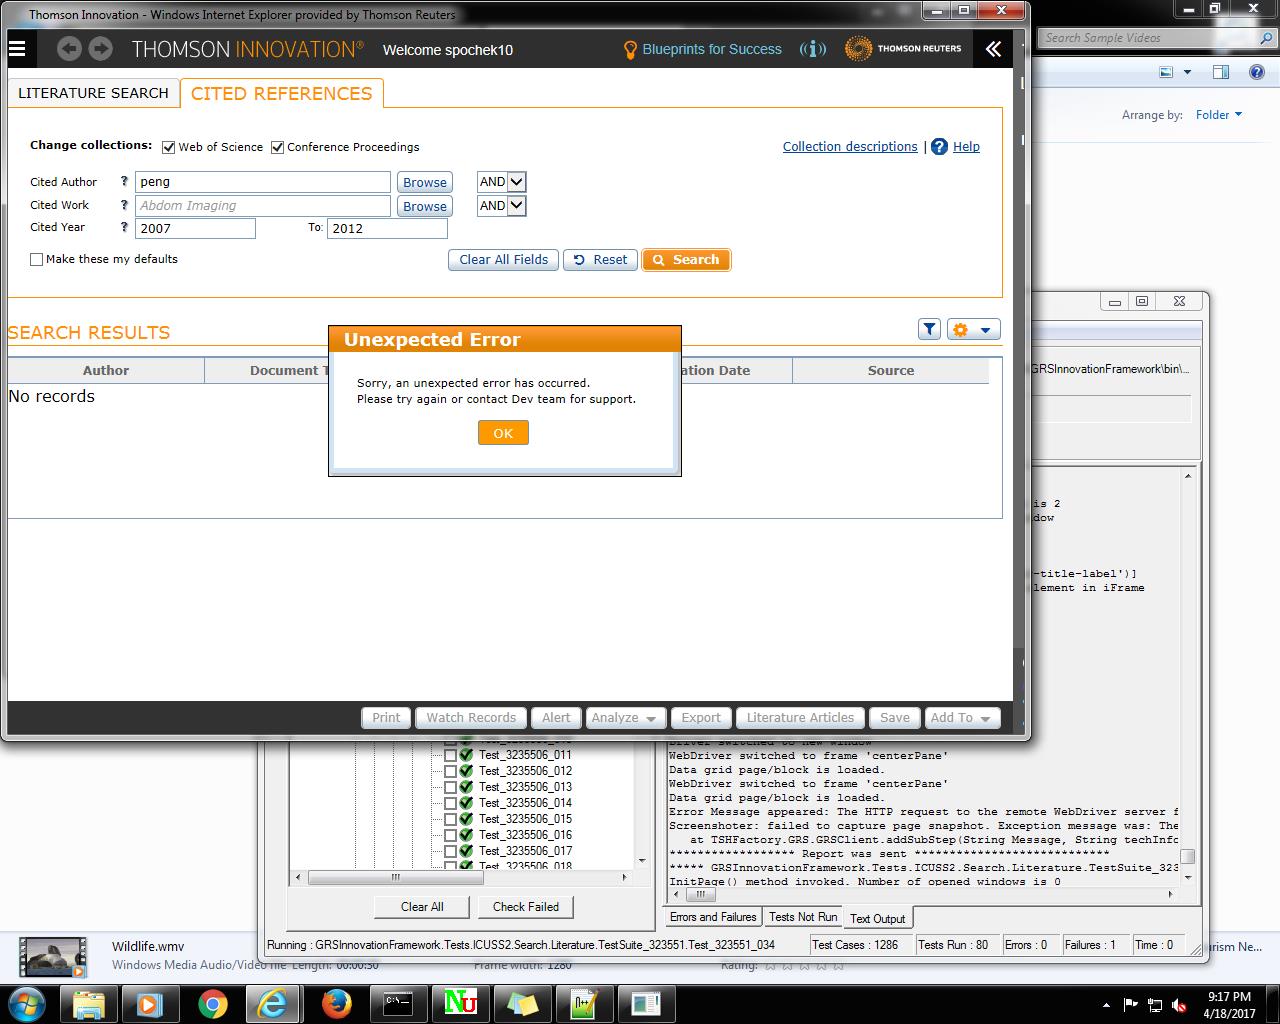 Thomson Innovation - Windows Internet Explorer provided by Thomson Reuters
Search Sample Videos
THOMSON INNOVATION®
Welcome spochek10
Blueprints for Success
THOMSON REUTERS
LITERATURE SEARCH
CITED REFERENCES
Arrange by: Folder
Change collections: Web of Science Conference Proceedings
Collection descriptions | Help
Cited Author ? peng Browse AND
Cited Work ? Abdom Imaging Browse AND
Cited Year ? 2007 To: 2012
Make these my defaults
Clear All Fields Reset Search
SEARCH RESULTS
Author Document T ation Date Source
No records
Unexpected Error
Sorry, an unexpected error has occurred.
Please try again or contact Dev team for support.
OK
GRSInnovationFramework\bin\...
is 2
dow
-title-label')]
lement in iFrame
Print Watch Records Alert Analyze Export Literature Articles Save Add To
Test_3235506_011
Test_3235506_012
Test_3235506_013
Test_3235506_014
Test_3235506_015
Test_3235506_016
Test_3235506_017
Test_3235506_018
Driver switched to new window
WebDriver switched to frame 'centerPane'
Data grid page/block is loaded.
WebDriver switched to frame 'centerPane'
Data grid page/block is loaded.
Error Message appeared: The HTTP request to the remote WebDriver server f
Screenshoter: failed to capture page snapshot. Exception message was: The
at TSHFactory.GRS.GRSClient.addSubStep(String Message, String techInfo
****************** Report was sent ****************************
***** GRSInnovationFramework.Tests.ICUSS2.Search.Literature.TestSuite_323
InitPage() method invoked. Number of opened windows is 0
Clear All Check Failed
Errors and Failures Tests Not Run Text Output
Running : GRSInnovationFramework.Tests.ICUSS2.Search.Literature.TestSuite_323551.Test_323551_034
Test Cases : 1286 Tests Run : 80 Errors : 0 Failures : 1 Time : 0
Wildlife.wmv
Windows Media Audio/Video file Length: 00:00:30 Frame width: 1280 Rating:
urism Ne...
C:\
NU
9:17 PM
4/18/2017